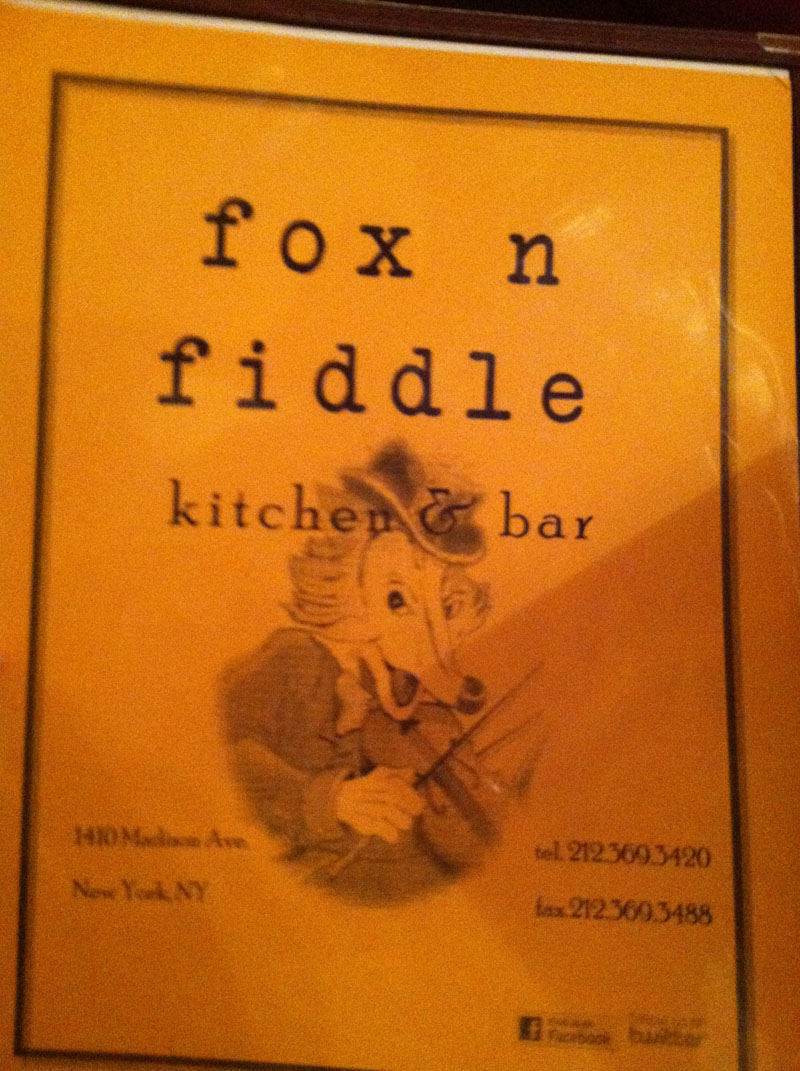 fox n
fiddle
kitchen & bar
1410 Madison Ave.
New York, NY
tel. 212.369.3420
fax.212.369.3488
Facebook
twitter